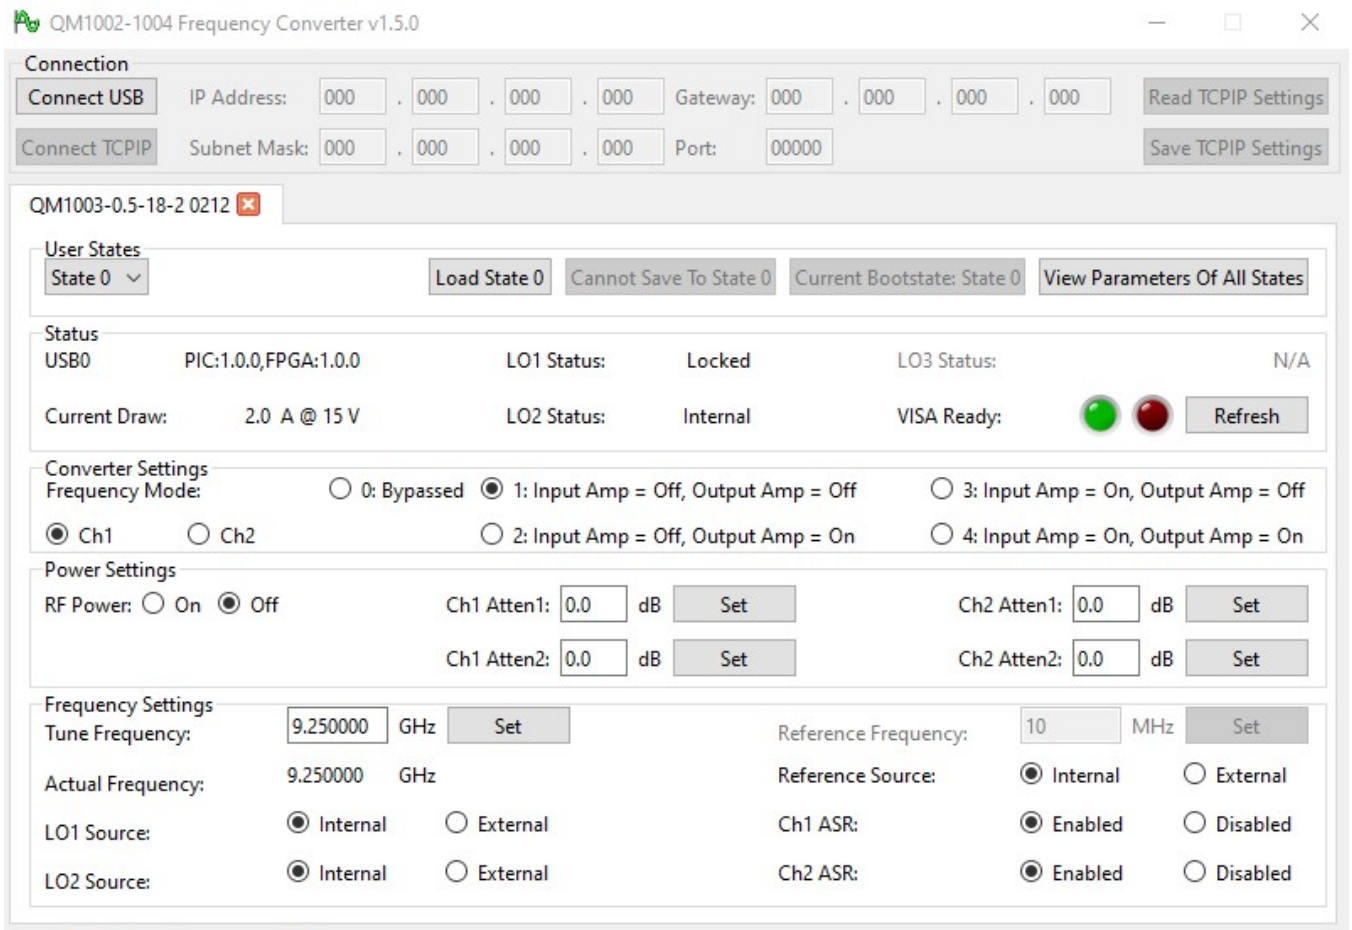 QM1002-1004 Frequency Converter v1.5.0
Connection
Connect USB IP Address: 000 . 000 . 000 . 000 Gateway: 000 . 000 . 000 . 000 Read TCPIP Settings
Connect TCPIP Subnet Mask: 000 . 000 . 000 . 000 Port: 00000 Save TCPIP Settings
QM1003-0.5-18-2 0212
User States
State 0 Load State 0 Cannot Save To State 0 Current Bootstate: State 0 View Parameters Of All States
Status
USB0 PIC:1.0.0,FPGA:1.0.0 LO1 Status: Locked LO3 Status: N/A
Current Draw: 2.0 A @ 15 V LO2 Status: Internal VISA Ready: Refresh
Converter Settings
Frequency Mode: 0: Bypassed 1: Input Amp = Off, Output Amp = Off 3: Input Amp = On, Output Amp = Off
Ch1 Ch2 2: Input Amp = Off, Output Amp = On 4: Input Amp = On, Output Amp = On
Power Settings
RF Power: On Off Ch1 Atten1: 0.0 dB Set Ch2 Atten1: 0.0 dB Set
Ch1 Atten2: 0.0 dB Set Ch2 Atten2: 0.0 dB Set
Frequency Settings
Tune Frequency: 9.250000 GHz Set Reference Frequency: 10 MHz Set
Actual Frequency: 9.250000 GHz Reference Source: Internal External
LO1 Source: Internal External Ch1 ASR: Enabled Disabled
LO2 Source: Internal External Ch2 ASR: Enabled Disabled